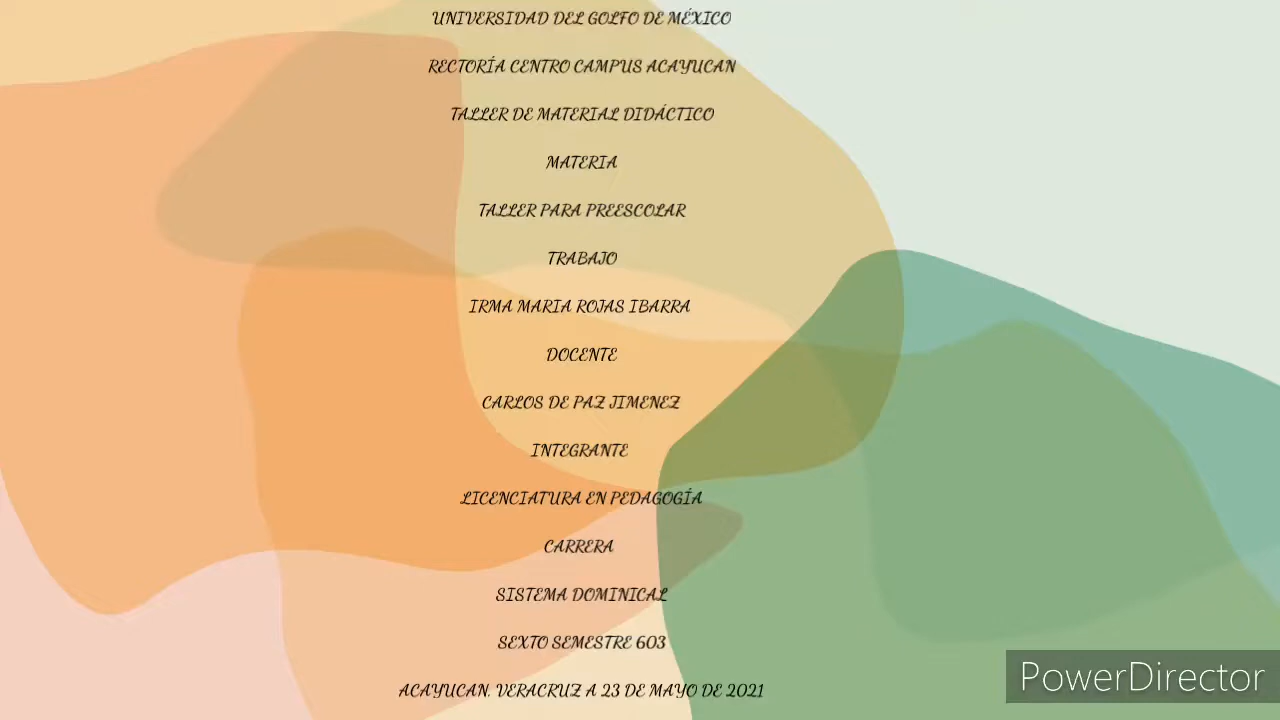 UNIVERSIDAD DEL GOLFO DE MÉXICO
RECTORÍA CENTRO CAMPUS ACAYUCAN
TALLER DE MATERIAL DIDÁCTICO
MATERIA
TALLER PARA PREESCOLAR
TRABAJO
IRMA MARIA ROJAS IBARRA
DOCENTE
CARLOS DE PAZ JIMENEZ
INTEGRANTE
LICENCIATURA EN PEDAGOGÍA
CARRERA
SISTEMA DOMINICAL
SEXTO SEMESTRE 603
ACAYUCAN. VERACRUZ A 23 DE MAYO DE 2021
PowerDirector